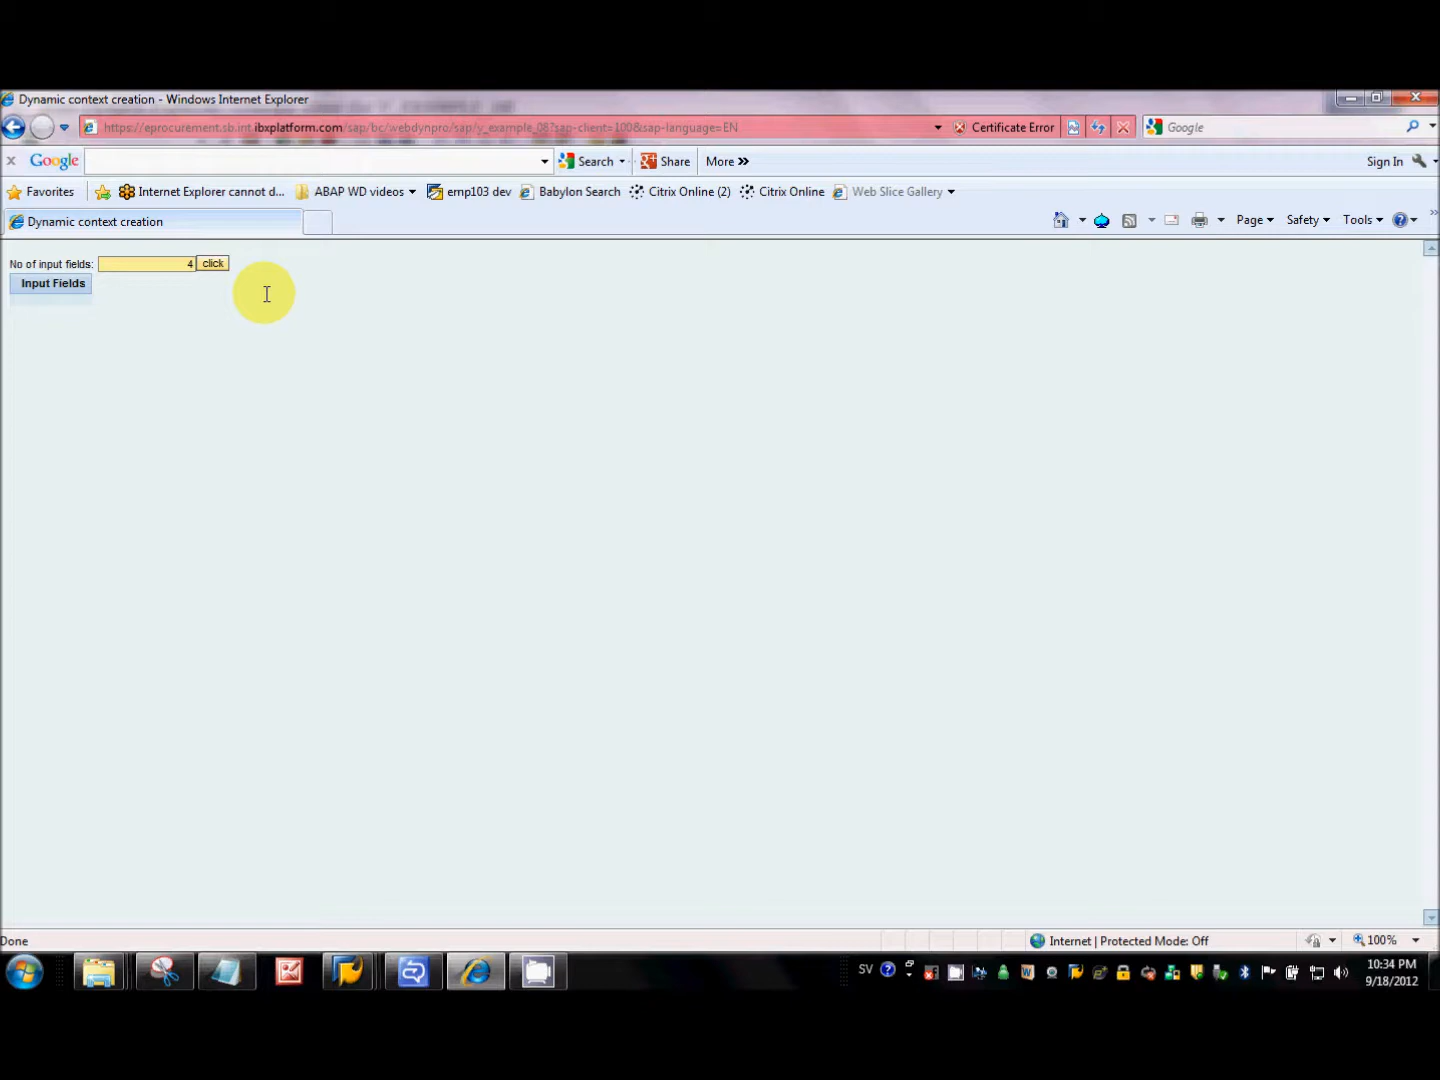 Dynamic context creation - Windows Internet Explorer
https://eprocurement.sb.int.ibxplatform.com/sap/bc/webdynpro/sap/y_example_08?sap-client=100&sap-language=EN Certificate Error Google
x Google Search Share More » Sign In
Favorites Internet Explorer cannot d... ABAP WD videos emp103 dev Babylon Search Citrix Online (2) Citrix Online Web Slice Gallery
Dynamic context creation Page Safety Tools
No of input fields: 4 click
Input Fields
Done Internet | Protected Mode: Off 100%
SV 10:34 PM
9/18/2012